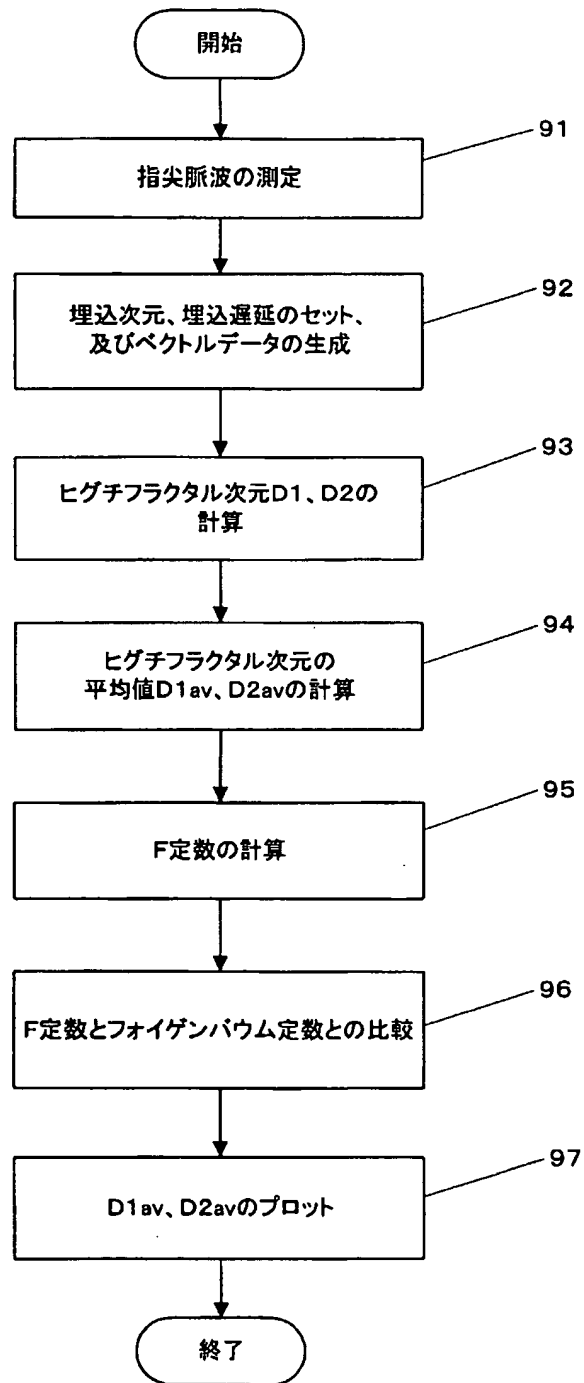 開始
91
指尖脈波の測定
92
埋込次元、埋込遅延のセット、
及びベクトルデータの生成
93
ヒグチフラクタル次元D1、D2の
計算
94
ヒグチフラクタル次元の
平均値D1av、D2avの計算
95
F定数の計算
96
F定数とフォイゲンバウム定数との比較
97
D1av、D2avのプロット
終了